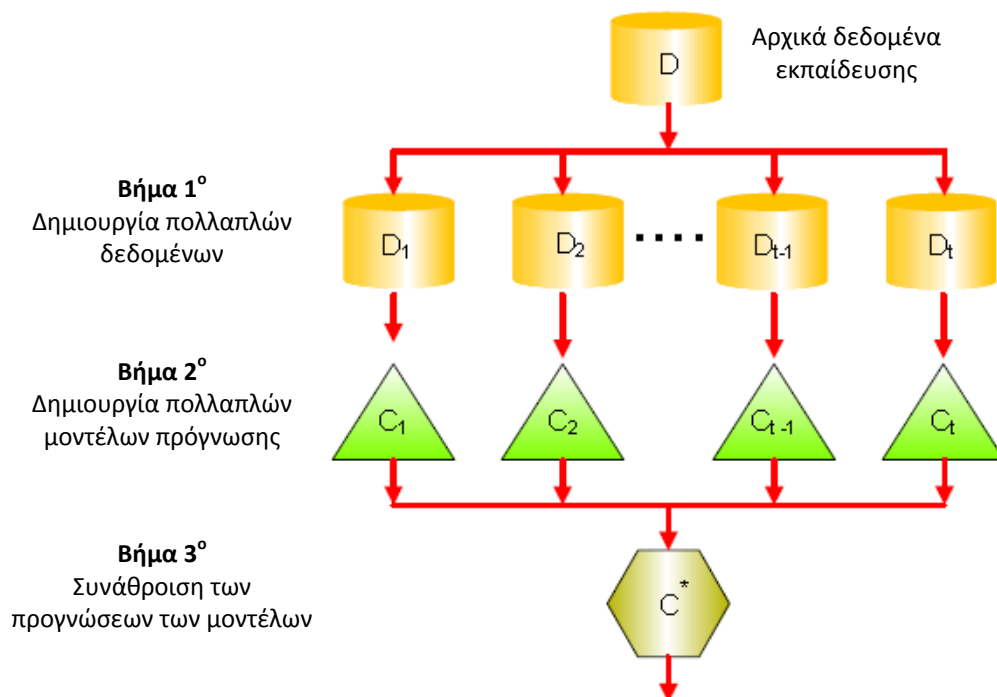 D
Αρχικά δεδομένα
εκπαίδευσης
Βήμα 1ο
Δημιουργία πολλαπλών
δεδομένων
D1 D2 ..... Dt-1 Dt
Βήμα 2ο
Δημιουργία πολλαπλών
μοντέλων πρόγνωσης
C1 C2 Ct-1 Ct
Βήμα 3ο
Συνάθροιση των
προγνώσεων των μοντέλων
C*